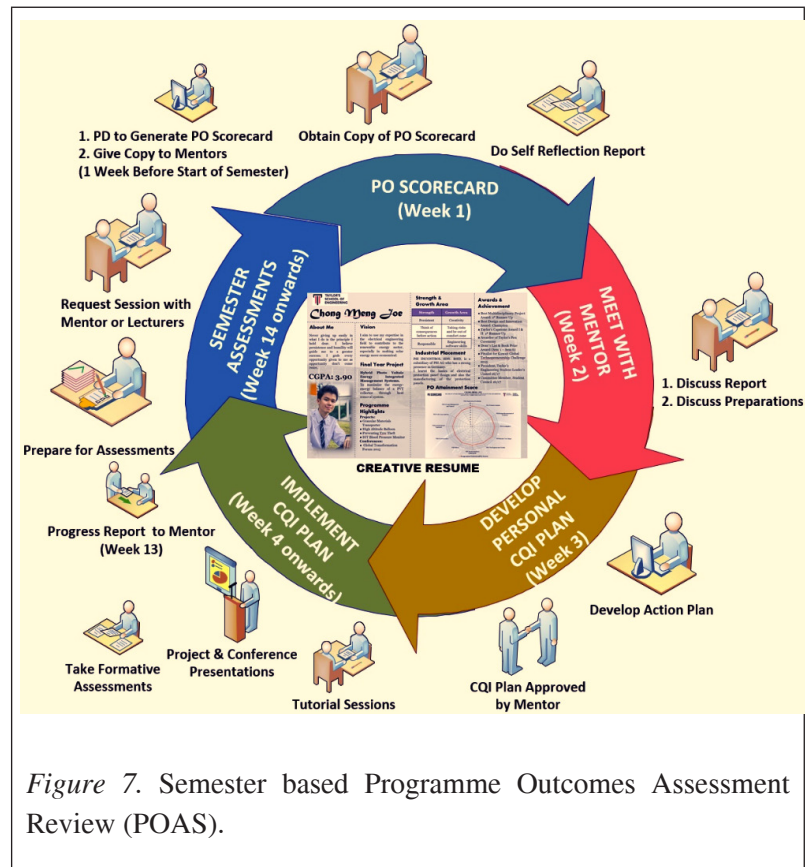 1. PD to Generate PO Scorecard
2. Give Copy to Mentors
(1 Week Before Start of Semester)
Obtain Copy of PO Scorecard
Do Self Reflection Report
PO SCORECARD
(Week 1)
MEET WITH
MENTOR
(Week 2)
1. Discuss Report
2. Discuss Preparations
DEVELOP
PERSONAL
CQI PLAN
(Week 3)
Develop Action Plan
CQI Plan Approved
by Mentor
IMPLEMENT
CQI PLAN
(Week 4 onwards)
Tutorial Sessions
Project & Conference
Presentations
Take Formative
Assessments
Progress Report to Mentor
(Week 13)
SEMESTER
ASSESSMENTS
(Week 14 onwards)
Prepare for Assessments
Request Session with
Mentor or Lecturers
Chong Meng Joe
About Me
CGPA: 3.90
Vision
Final Year Project
Programme
Highlights
Strength &
Growth Area
Industrial Placement
PO Attainment Score
Awards &
Achievement
CREATIVE RESUME
Figure 7. Semester based Programme Outcomes Assessment
Review (POAS).